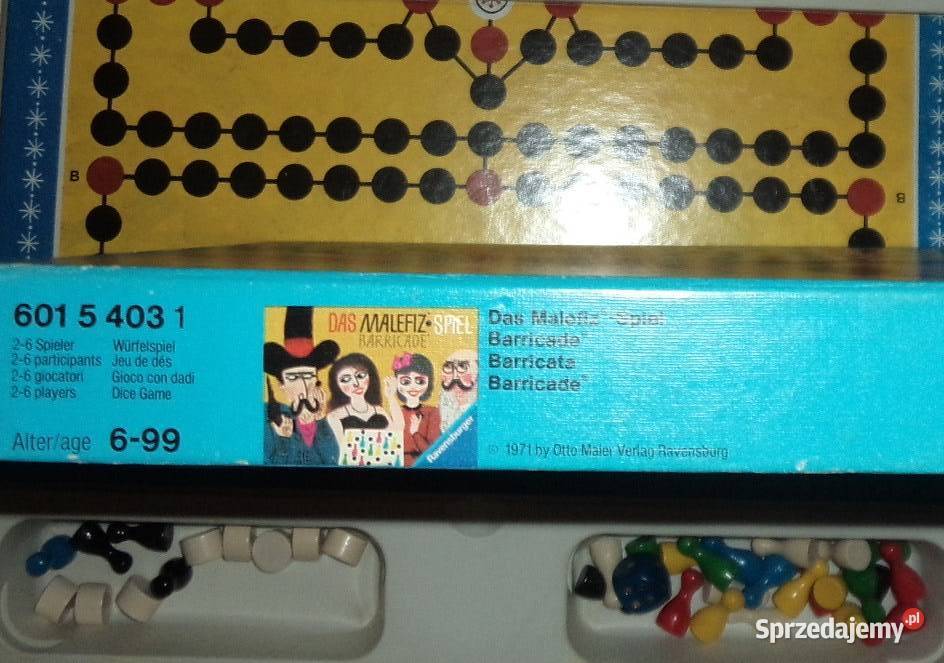 B
B
601 5 403 1
2-6 Spieler Würfelspiel
2-6 participants Jeu de dés
2-6 giocatori Gioco con dadi
2-6 players Dice Game
Alter/age 6-99
DAS MALEFIZ® SPIEL
BARRICADE
Ravensburger
Das Malefiz®-Spiel
Barricade®
Barricata
Barricade®
© 1971 by Otto Maier Verlag Ravensburg
Sprzedajemy.pl